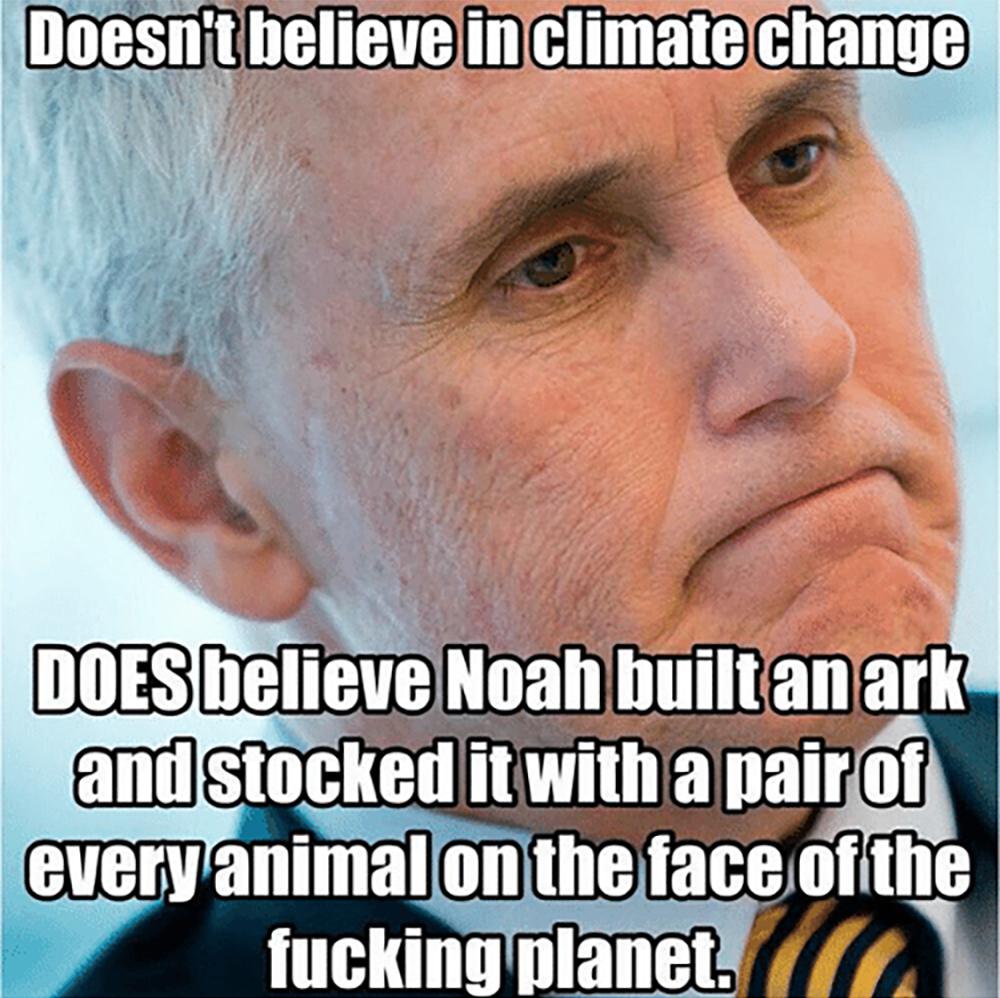 Doesn't believe in climate change
DOES believe Noah built an ark
and stocked it with a pair of
every animal on the face of the
fucking planet.